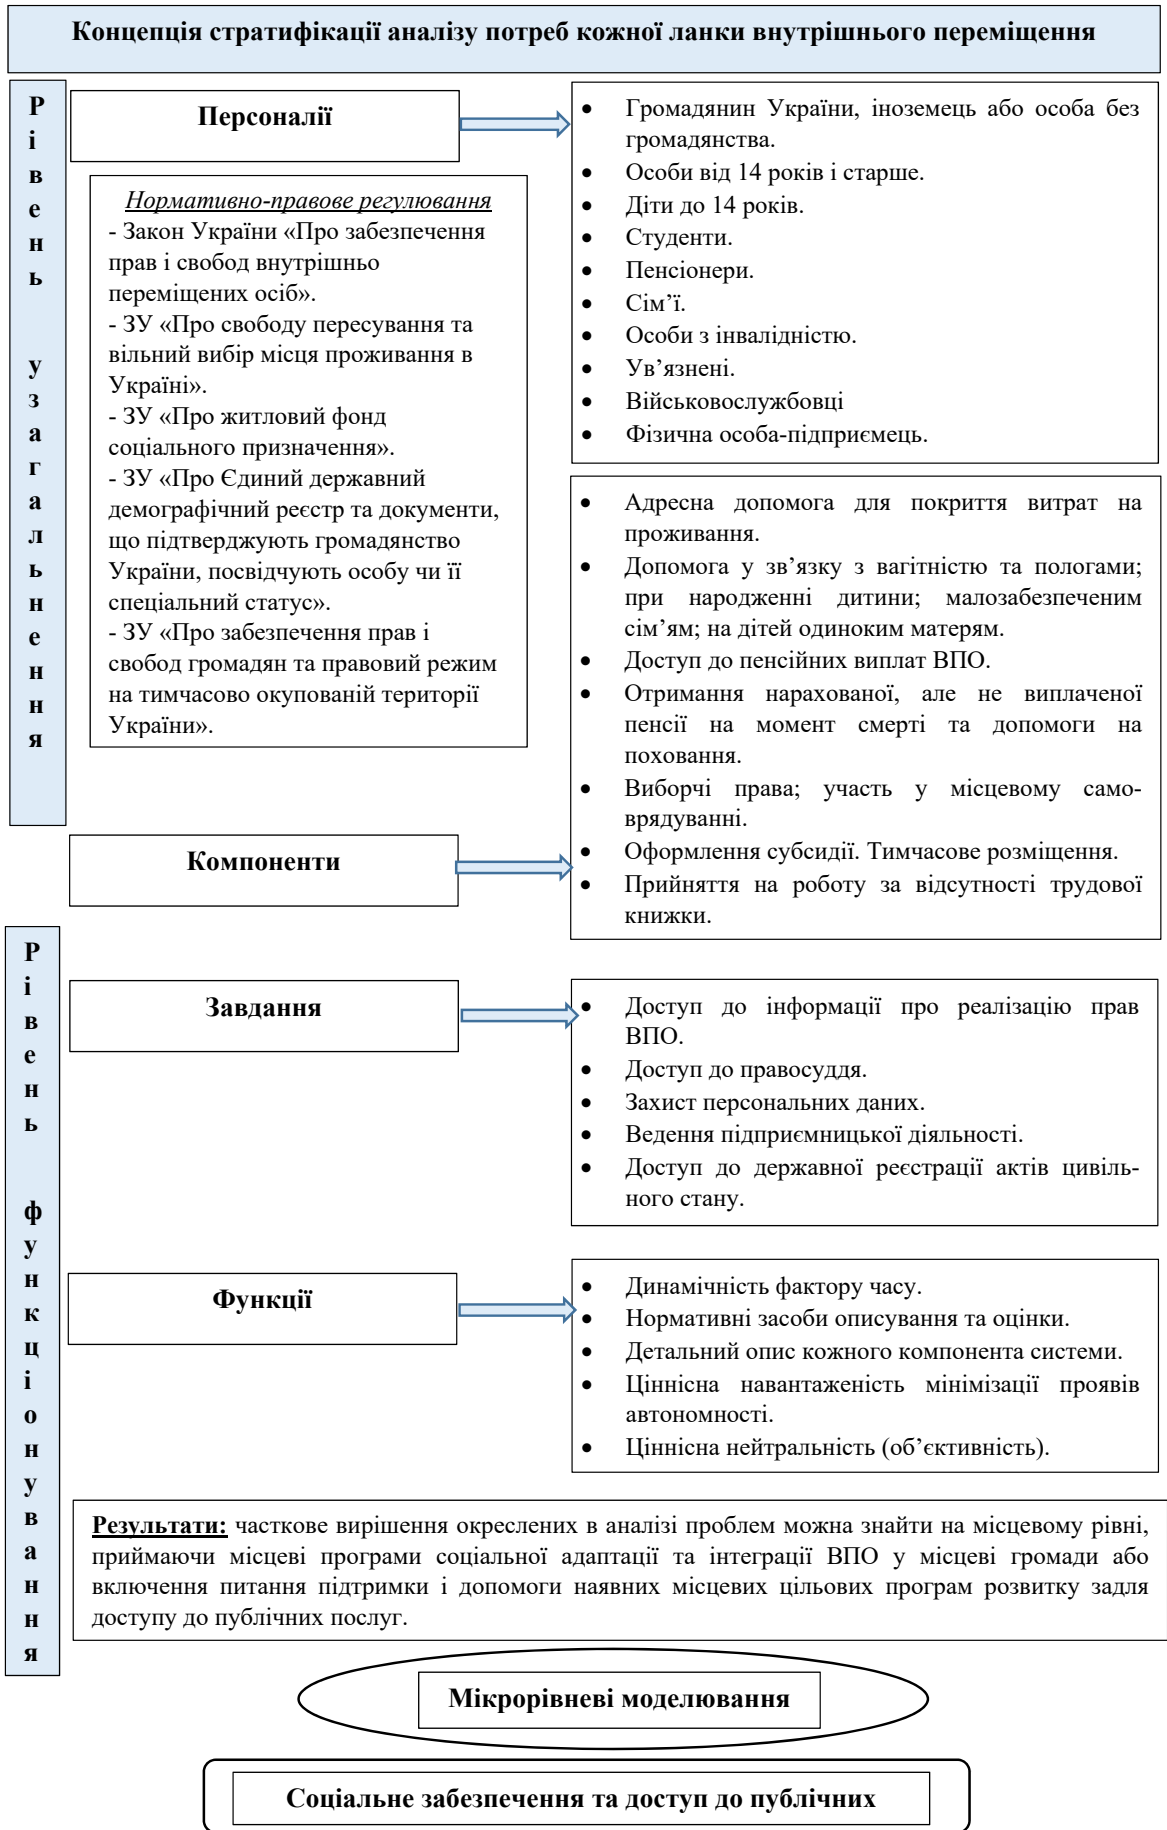 Концепція стратифікації аналізу потреб кожної ланки внутрішнього переміщення
Рівень узагальнення
Персоналії
• Громадянин України, іноземець або особа без
громадянства.
• Особи від 14 років і старше.
• Діти до 14 років.
• Студенти.
• Пенсіонери.
• Сім’ї.
• Особи з інвалідністю.
• Ув’язнені.
• Військовослужбовці
• Фізична особа-підприємець.
Нормативно-правове регулювання
- Закон України «Про забезпечення
прав і свобод внутрішньо
переміщених осіб».
- ЗУ «Про свободу пересування та
вільний вибір місця проживання в
Україні».
- ЗУ «Про житловий фонд
соціального призначення».
- ЗУ «Про Єдиний державний
демографічний реєстр та документи,
що підтверджують громадянство
України, посвідчують особу чи її
спеціальний статус».
- ЗУ «Про забезпечення прав і
свобод громадян та правовий режим
на тимчасово окупованій території
України».
Компоненти
• Адресна допомога для покриття витрат на
проживання.
• Допомога у зв’язку з вагітністю та пологами;
при народженні дитини; малозабезпеченим
сім’ям; на дітей одиноким матерям.
• Доступ до пенсійних виплат ВПО.
• Отримання нарахованої, але не виплаченої
пенсії на момент смерті та допомоги на
поховання.
• Виборчі права; участь у місцевому само-
врядуванні.
• Оформлення субсидії. Тимчасове розміщення.
• Прийняття на роботу за відсутності трудової
книжки.
Рівень функціонування
Завдання
• Доступ до інформації про реалізацію прав
ВПО.
• Доступ до правосуддя.
• Захист персональних даних.
• Ведення підприємницької діяльності.
• Доступ до державної реєстрації актів цивіль-
ного стану.
Функції
• Динамічність фактору часу.
• Нормативні засоби описування та оцінки.
• Детальний опис кожного компонента системи.
• Ціннісна навантаженість мінімізації проявів
автономності.
• Ціннісна нейтральність (об’єктивність).
Результати: часткове вирішення окреслених в аналізі проблем можна знайти на місцевому рівні,
приймаючи місцеві програми соціальної адаптації та інтеграції ВПО у місцеві громади або
включення питання підтримки і допомоги наявних місцевих цільових програм розвитку задля
доступу до публічних послуг.
Мікрорівневі моделювання
Соціальне забезпечення та доступ до публічних